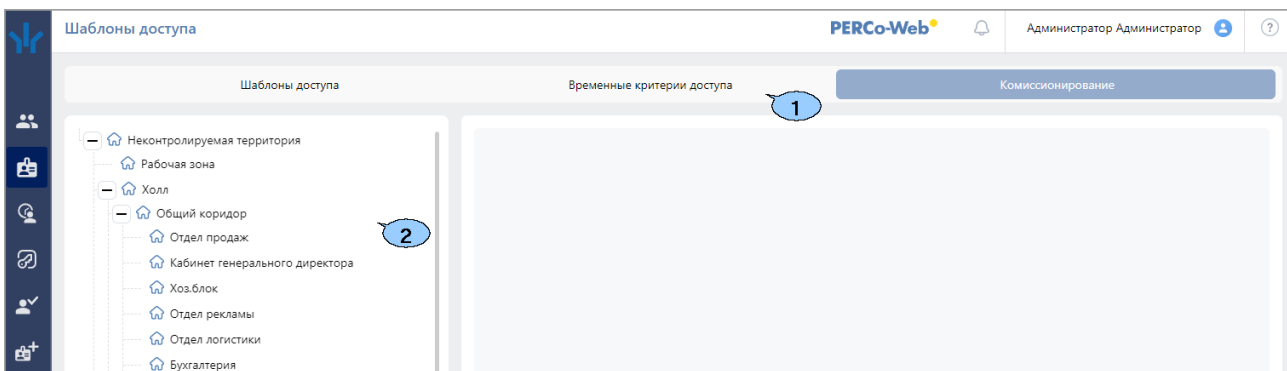 Шаблоны доступа
PERCo-Web
Администратор Администратор
?
Шаблоны доступа
Временные критерии доступа
Комиссионирование
1
Неконтролируемая территория
Рабочая зона
Холл
Общий коридор
2
Отдел продаж
Кабинет генерального директора
Хоз.блок
Отдел рекламы
Отдел логистики
Бухгалтерия